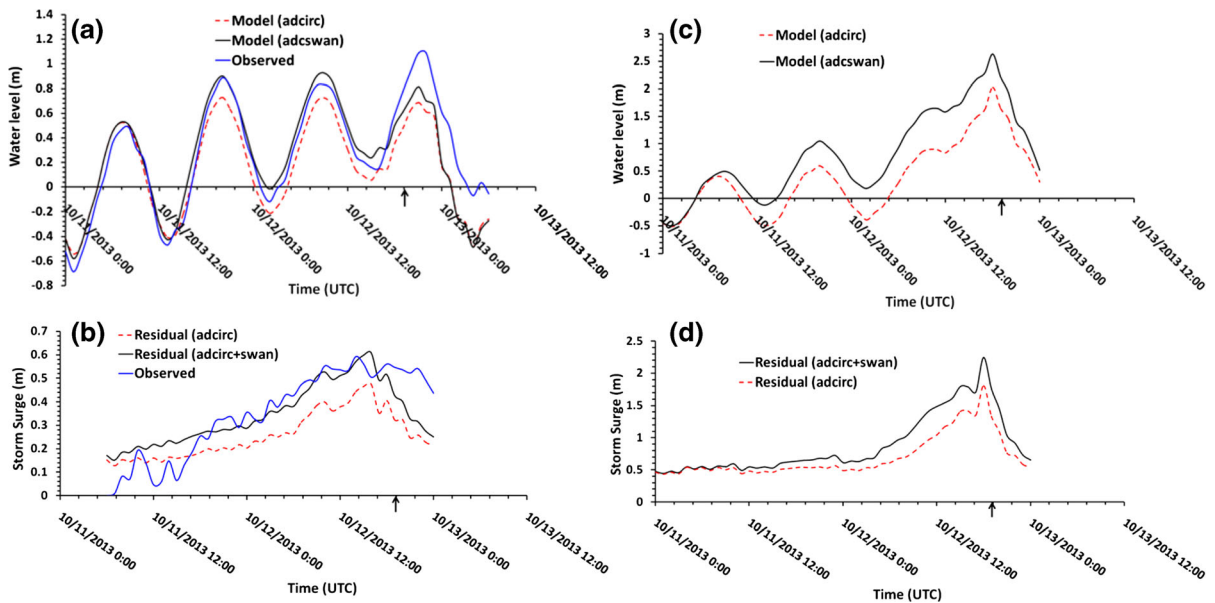 (a)
Model (adcirc)
Model (adcswan)
Observed
Water level (m)
1.4
1.2
1
0.8
0.6
0.4
0.2
0
-0.2
-0.4
-0.6
-0.8
10/11/2013 0:00
10/11/2013 12:00
10/12/2013 0:00
10/12/2013 12:00
10/13/2013 0:00
10/13/2013 12:00
Time (UTC)
(c)
Model (adcirc)
Model (adcswan)
Water level (m)
3
2.5
2
1.5
1
0.5
0
-0.5
-1
10/11/2013 0:00
10/11/2013 12:00
10/12/2013 0:00
10/12/2013 12:00
10/13/2013 0:00
10/13/2013 12:00
Time (UTC)
(b)
Residual (adcirc)
Residual (adcirc+swan)
Observed
Storm Surge (m)
0.7
0.6
0.5
0.4
0.3
0.2
0.1
0
10/11/2013 0:00
10/11/2013 12:00
10/12/2013 0:00
10/12/2013 12:00
10/13/2013 0:00
10/13/2013 12:00
Time (UTC)
(d)
Residual (adcirc+swan)
Residual (adcirc)
Storm Surge (m)
2.5
2
1.5
1
0.5
0
10/11/2013 0:00
10/11/2013 12:00
10/12/2013 0:00
10/12/2013 12:00
10/13/2013 0:00
10/13/2013 12:00
Time (UTC)